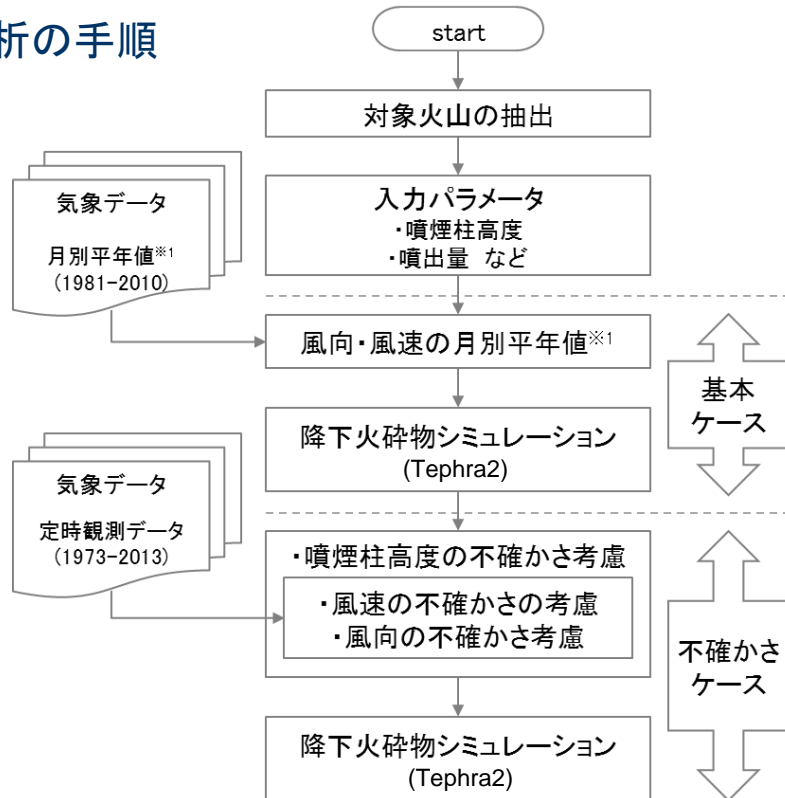 析の手順
start
対象火山の抽出
入力パラメータ
・噴煙柱高度
・噴出量 など
気象データ
月別平年値※1
(1981-2010)
風向・風速の月別平年値※1
降下火砕物シミュレーション
(Tephra2)
基本
ケース
気象データ
定時観測データ
(1973-2013)
・噴煙柱高度の不確かさ考慮
・風速の不確かさの考慮
・風向の不確かさ考慮
降下火砕物シミュレーション
(Tephra2)
不確かさ
ケース